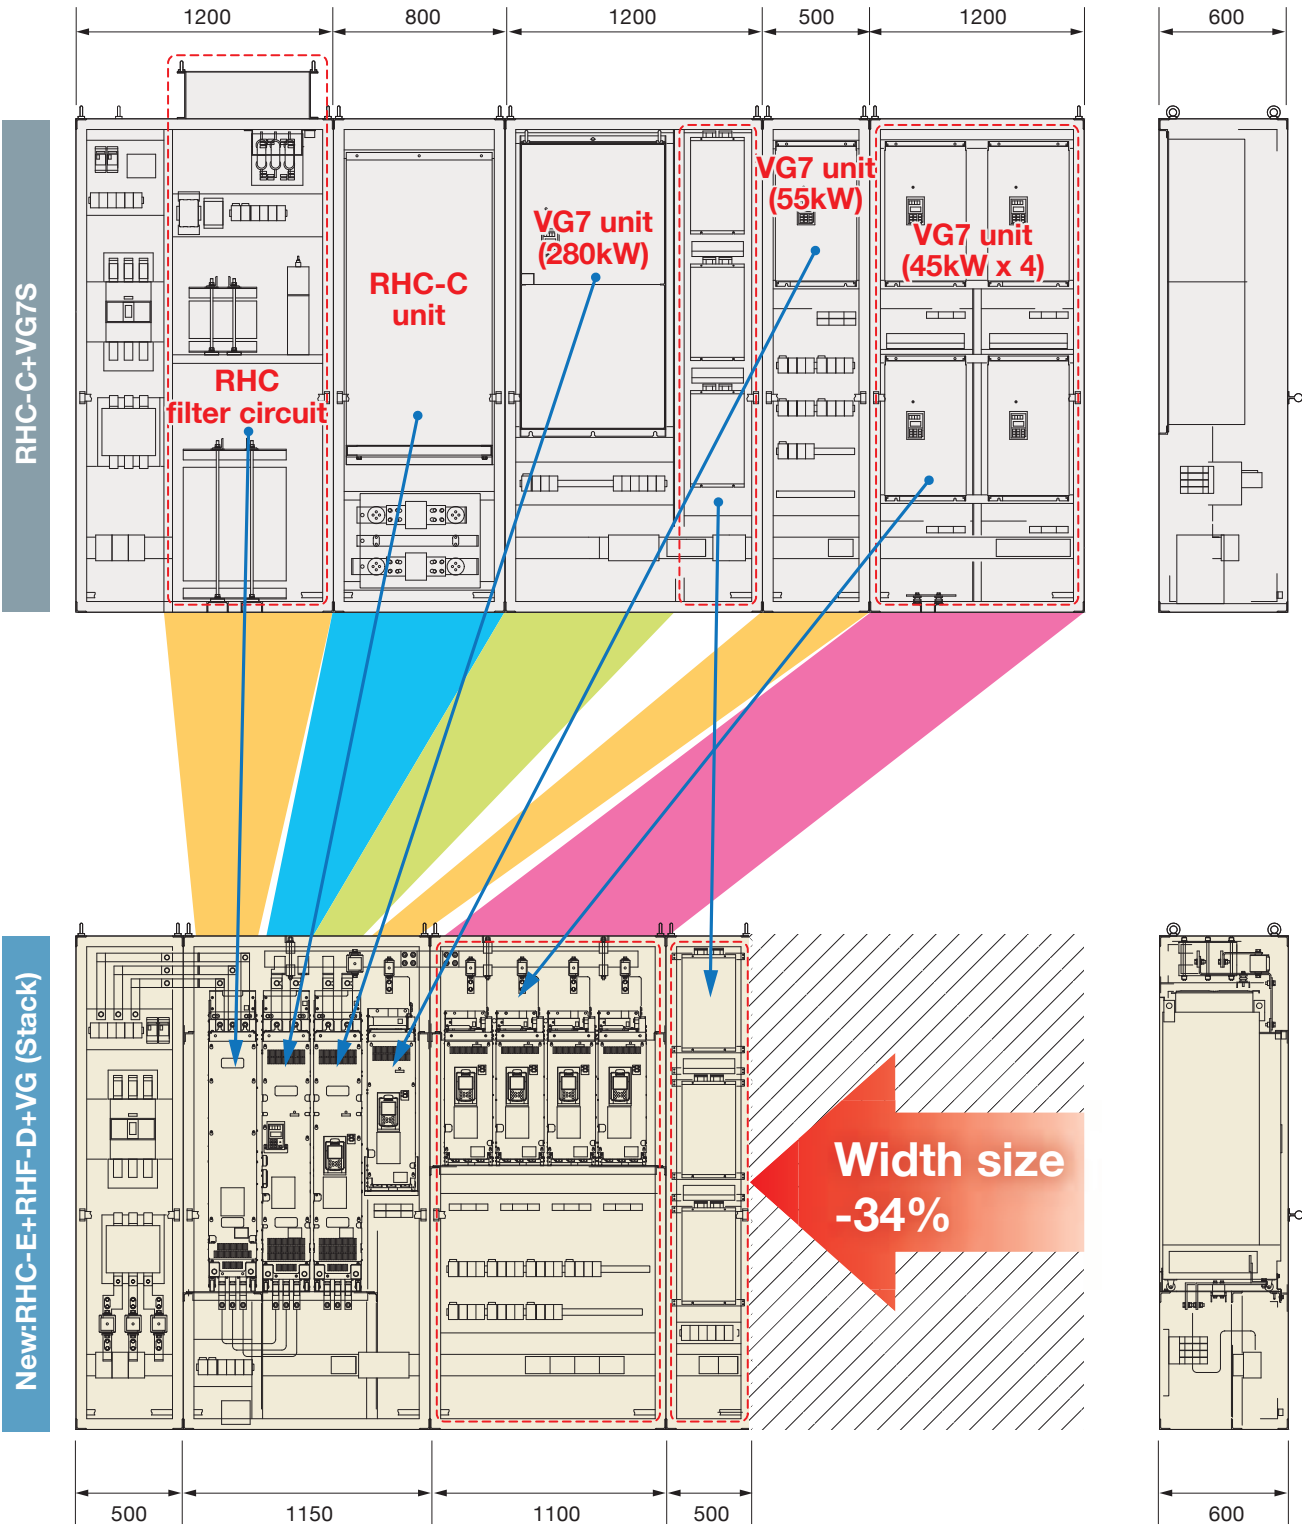 1200
800
1200
500
1200
600
RHC-C+VG7S
VG7 unit
(55kW)
VG7 unit
(280kW)
VG7 unit
(45kW x 4)
RHC-C
unit
RHC
filter circuit
New:RHC-E+RHF-D+VG (Stack)
Width size
-34%
500
1150
1100
500
600